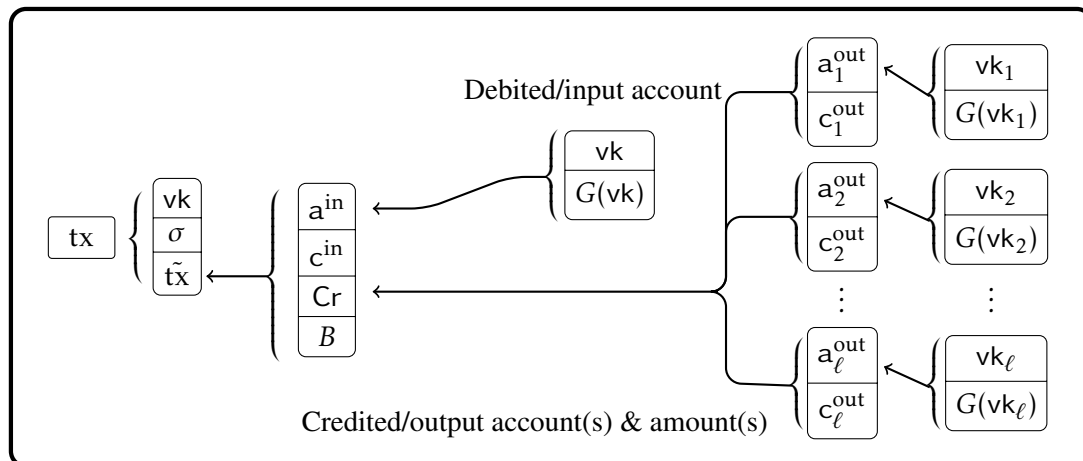 Debited/input account
tx
vk
σ
t̃x
a^in
c^in
Cr
B
vk
G(vk)
a_1^out
c_1^out
vk_1
G(vk_1)
a_2^out
c_2^out
vk_2
G(vk_2)
⋮ ⋮
a_ℓ^out
c_ℓ^out
vk_ℓ
G(vk_ℓ)
Credited/output account(s) & amount(s)